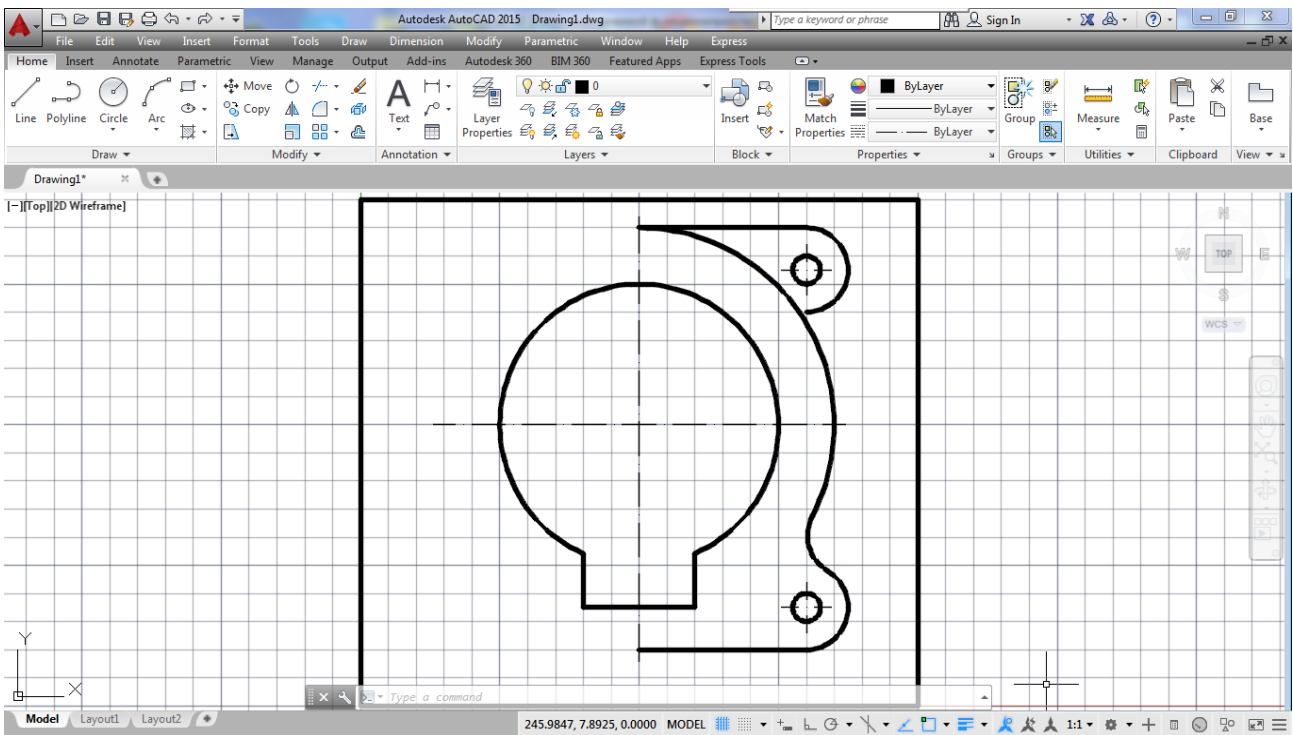 Autodesk AutoCAD 2015 Drawing1.dwg Type a keyword or phrase Sign In
File Edit View Insert Format Tools Draw Dimension Modify Parametric Window Help Express
Home Insert Annotate Parametric View Manage Output Add-ins Autodesk 360 BIM 360 Featured Apps Express Tools
Line Polyline Circle Arc Move Copy Text Layer Properties 0 Insert Match Properties ByLayer ByLayer ByLayer Group Measure Paste Base
Draw Modify Annotation Layers Block Properties Groups Utilities Clipboard View
Drawing1*
[-][Top][2D Wireframe]
N
W TOP E
S
WCS
Y
X
Type a command
Model Layout1 Layout2
245.9847, 7.8925, 0.0000 MODEL 1:1